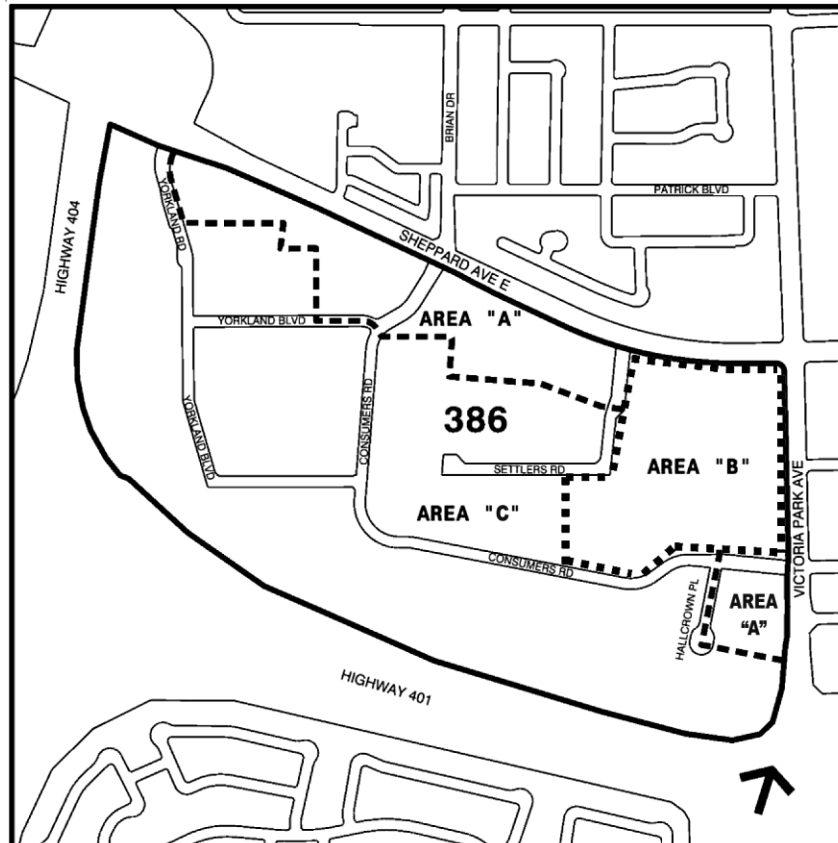 BRIAN DR
PATRICK BLVD
YORKLAND RD
HIGHWAY 404
SHEPPARD AVE E
YORKLAND BLVD
AREA "A"
CONSUMERS RD
YORKLAND BLVD
386
SETTLERS RD
AREA "B"
AREA "C"
VICTORIA PARK AVE
CONSUMERS RD
HALLCROWN PL
AREA
“A”
HIGHWAY 401